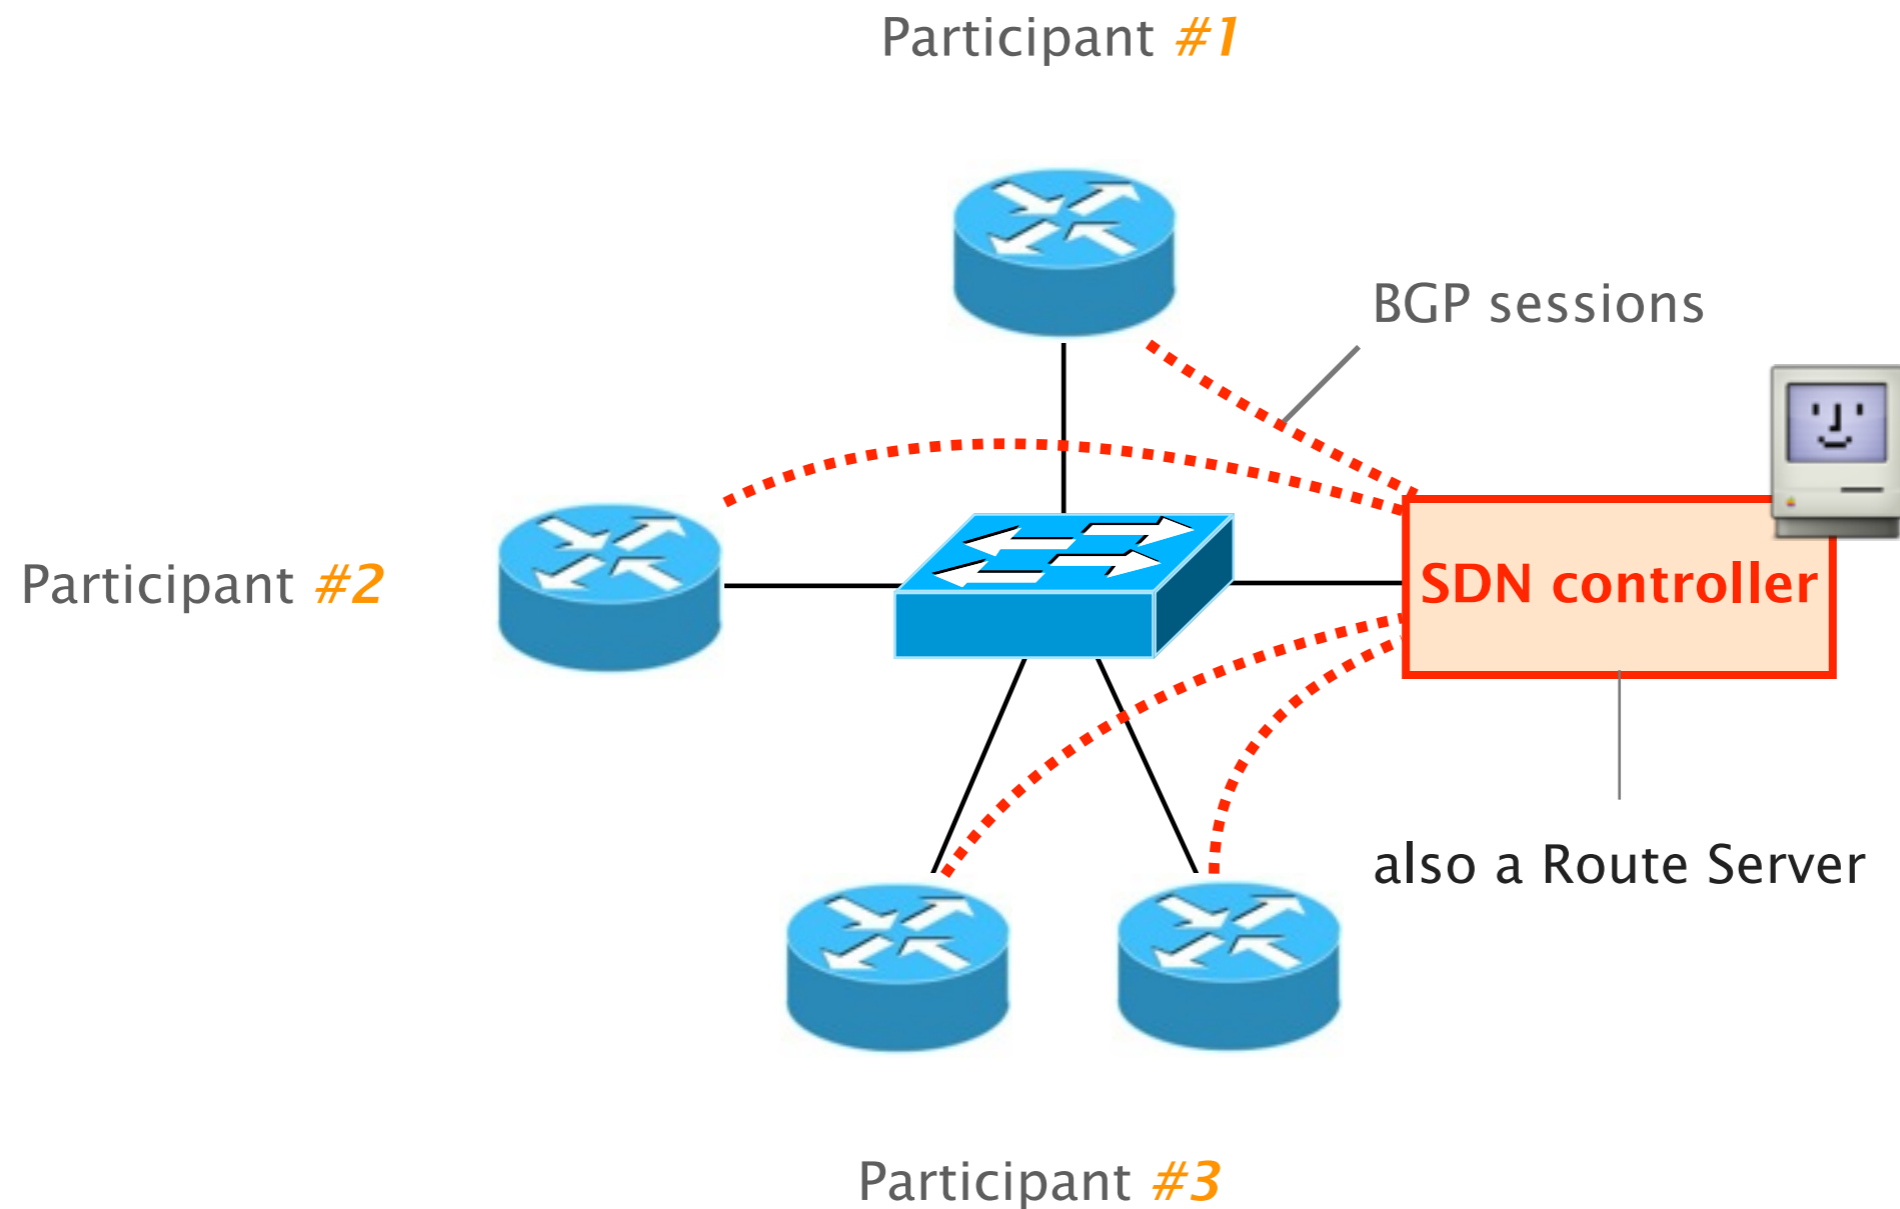 Participant #1
BGP sessions
Participant #2
SDN controller
also a Route Server
Participant #3